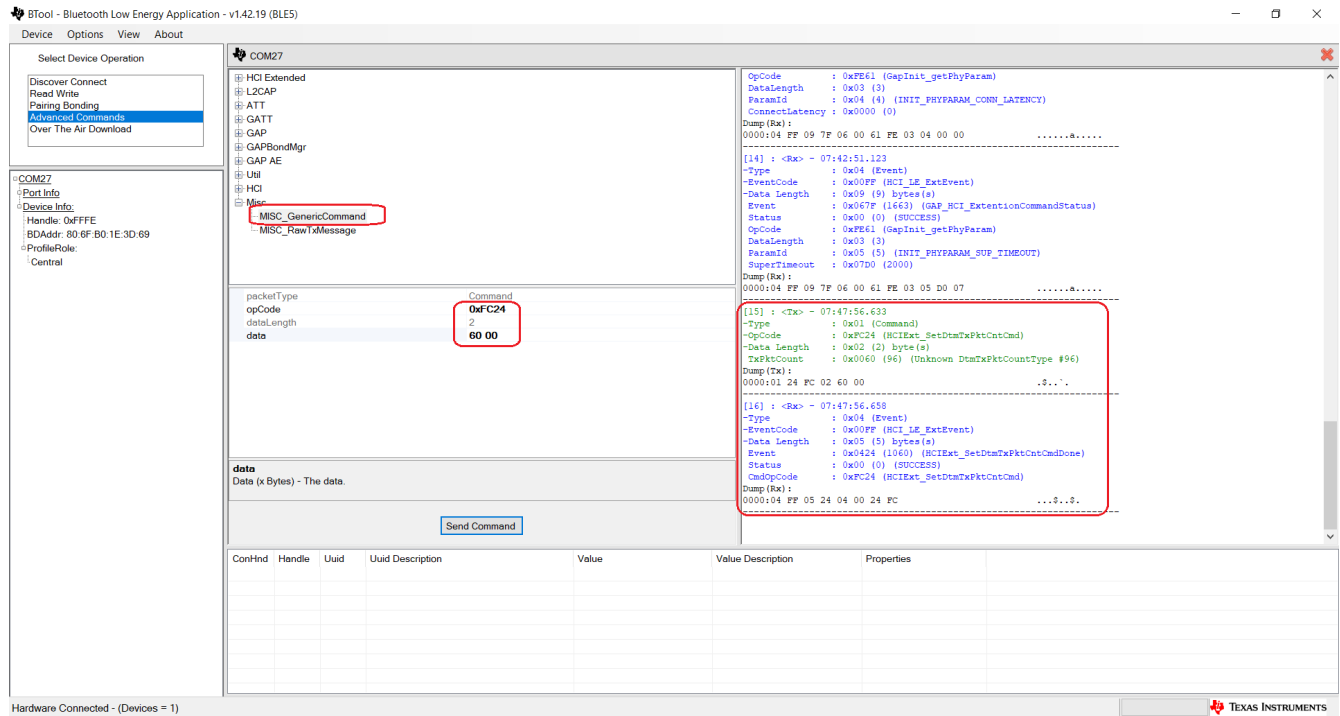 BTool - Bluetooth Low Energy Application - v1.42.19 (BLE5)
Device Options View About
Select Device Operation
Discover Connect
Read Write
Pairing Bonding
Advanced Commands
Over The Air Download
COM27
Port Info
Device Info:
Handle: 0xFFFE
BDAddr: 80:6F:B0:1E:3D:69
ProfileRole:
Central
COM27
HCI Extended
L2CAP
ATT
GATT
GAP
GAPBondMgr
GAP AE
Util
HCI
Misc
MISC_GenericCommand
MISC_RawTxMessage
packetType Command
opCode 0xFC24
dataLength 2
data 60 00
data
Data (x Bytes) - The data.
Send Command
OpCode : 0xFE61 (GapInit_getPhyParam)
DataLength : 0x03 (3)
ParamId : 0x04 (4) (INIT_PHYPARAM_CONN_LATENCY)
ConnectLatency : 0x0000 (0)
Dump(Rx):
0000:04 FF 09 7F 06 00 61 FE 03 04 00 00 ......a.....
------------------------------------------------------------------------
[14] : <Rx> - 07:42:51.123
-Type : 0x04 (Event)
-EventCode : 0x00FF (HCI_LE_ExtEvent)
-Data Length : 0x09 (9) bytes(s)
Event : 0x067F (1663) (GAP_HCI_ExtentionCommandStatus)
Status : 0x00 (0) (SUCCESS)
OpCode : 0xFE61 (GapInit_getPhyParam)
DataLength : 0x03 (3)
ParamId : 0x05 (5) (INIT_PHYPARAM_SUP_TIMEOUT)
SuperTimeout : 0x07D0 (2000)
Dump(Rx):
0000:04 FF 09 7F 06 00 61 FE 03 05 D0 07 ......a.....
------------------------------------------------------------------------
[15] : <Tx> - 07:47:56.633
-Type : 0x01 (Command)
-OpCode : 0xFC24 (HCIExt_SetDtmTxPktCntCmd)
-Data Length : 0x02 (2) byte(s)
TxPktCount : 0x0060 (96) (Unknown DtmTxPktCountType #96)
Dump(Tx):
0000:01 24 FC 02 60 00 .$..`.
------------------------------------------------------------------------
[16] : <Rx> - 07:47:56.658
-Type : 0x04 (Event)
-EventCode : 0x00FF (HCI_LE_ExtEvent)
-Data Length : 0x05 (5) bytes(s)
Event : 0x0424 (1060) (HCIExt_SetDtmTxPktCntCmdDone)
Status : 0x00 (0) (SUCCESS)
CmdOpCode : 0xFC24 (HCIExt_SetDtmTxPktCntCmd)
Dump(Rx):
0000:04 FF 05 24 04 00 24 FC ...$..$.
------------------------------------------------------------------------
ConHnd Handle Uuid Uuid Description Value Value Description Properties
Hardware Connected - (Devices = 1)
TEXAS INSTRUMENTS